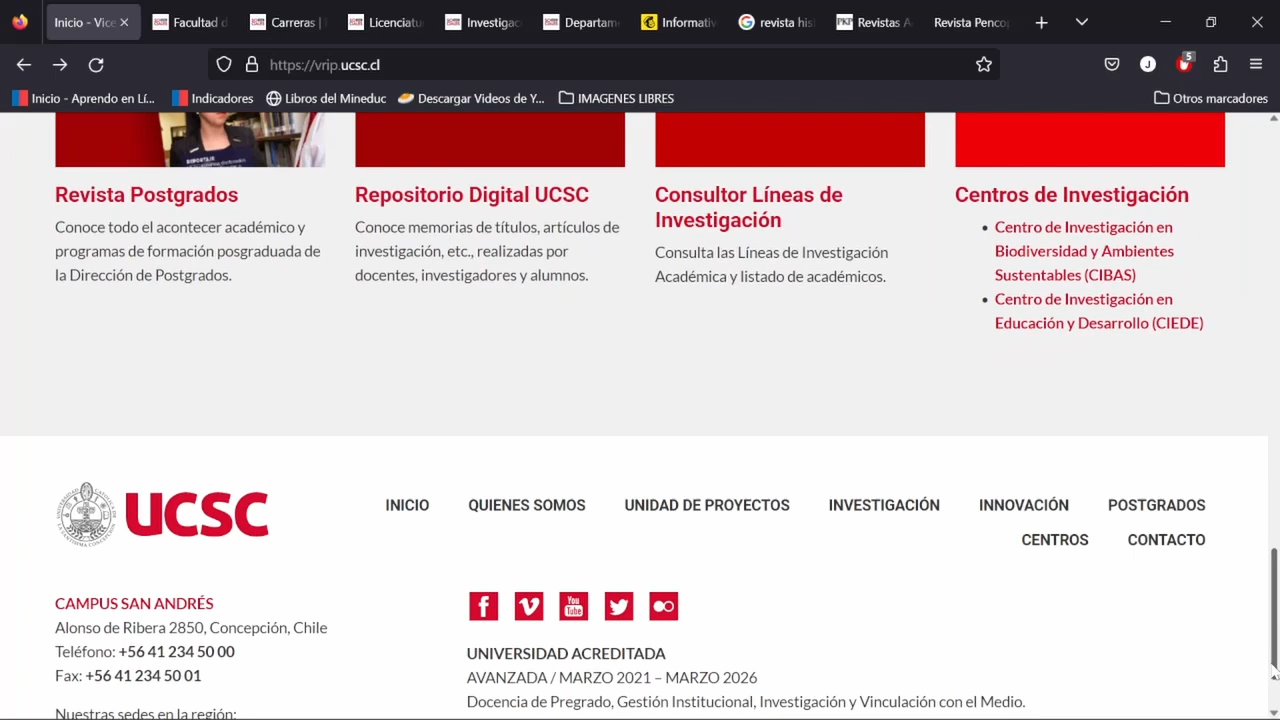 Inicio - Vice
Facultad d
Carreras |
Licenciatu
Investigac
Departam
Informativ
revista his
PKP
Revistas A
Revista Pencop
https://vrip.ucsc.cl
J
5
Inicio - Aprendo en Lí...
Indicadores
Libros del Mineduc
Descargar Videos de Y...
IMAGENES LIBRES
Otros marcadores
Revista Postgrados
Conoce todo el acontecer académico y
programas de formación posgraduada de
la Dirección de Postgrados.
Repositorio Digital UCSC
Conoce memorias de títulos, artículos de
investigación, etc., realizadas por
docentes, investigadores y alumnos.
Consultor Líneas de
Investigación
Consulta las Líneas de Investigación
Académica y listado de académicos.
Centros de Investigación
Centro de Investigación en
Biodiversidad y Ambientes
Sustentables (CIBAS)
Centro de Investigación en
Educación y Desarrollo (CIEDE)
UCSC
INICIO
QUIENES SOMOS
UNIDAD DE PROYECTOS
INVESTIGACIÓN
INNOVACIÓN
POSTGRADOS
CENTROS
CONTACTO
CAMPUS SAN ANDRÉS
Alonso de Ribera 2850, Concepción, Chile
Teléfono: +56 41 234 50 00
Fax: +56 41 234 50 01
Nuestras sedes en la región:
You
Tube
UNIVERSIDAD ACREDITADA
AVANZADA / MARZO 2021 – MARZO 2026
Docencia de Pregrado, Gestión Institucional, Investigación y Vinculación con el Medio.